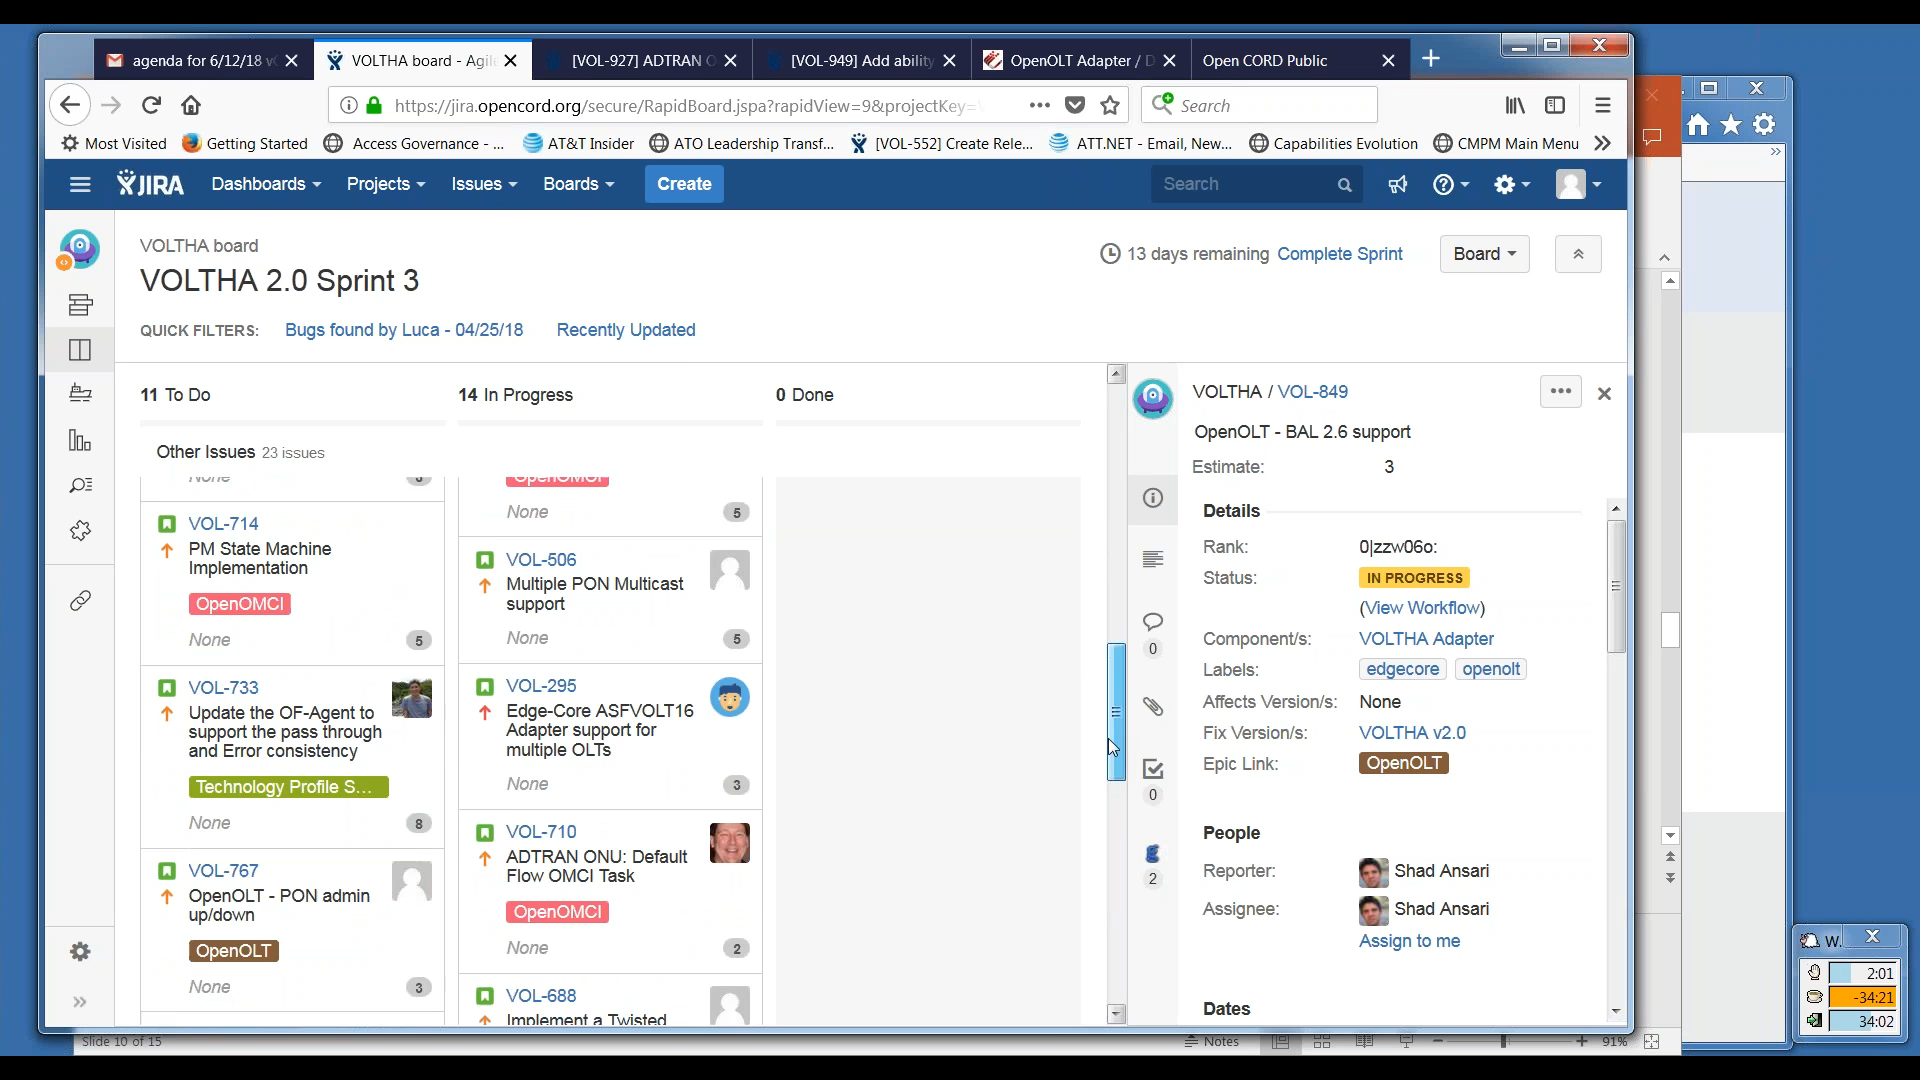 agenda for 6/12/18 v
VOLTHA board - Agile
[VOL-927] ADTRAN O
[VOL-949] Add ability
OpenOLT Adapter / D
Open CORD Public
https://jira.opencord.org/secure/RapidBoard.jspa?rapidView=9&projectKey=
Search
Most Visited
Getting Started
Access Governance - ...
AT&T Insider
ATO Leadership Transf...
[VOL-552] Create Rele...
ATT.NET - Email, New...
Capabilities Evolution
CMPM Main Menu
JIRA
Dashboards
Projects
Issues
Boards
Create
Search
VOLTHA board
VOLTHA 2.0 Sprint 3
13 days remaining
Complete Sprint
Board
QUICK FILTERS:
Bugs found by Luca - 04/25/18
Recently Updated
11 To Do
14 In Progress
0 Done
Other Issues 23 issues
None
VOL-714
PM State Machine
Implementation
OpenOMCI
None
5
VOL-733
Update the OF-Agent to
support the pass through
and Error consistency
Technology Profile S...
None
8
VOL-767
OpenOLT - PON admin
up/down
OpenOLT
None
3
OpenOMCI
None
5
VOL-506
Multiple PON Multicast
support
None
5
VOL-295
Edge-Core ASFVOLT16
Adapter support for
multiple OLTs
None
3
VOL-710
ADTRAN ONU: Default
Flow OMCI Task
OpenOMCI
None
2
VOL-688
Implement a Twisted
VOLTHA / VOL-849
OpenOLT - BAL 2.6 support
Estimate: 3
Details
Rank: 0|zzw06o:
Status: IN PROGRESS
(View Workflow)
Component/s: VOLTHA Adapter
Labels: edgecore openolt
Affects Version/s: None
Fix Version/s: VOLTHA v2.0
Epic Link: OpenOLT
People
Reporter: Shad Ansari
Assignee: Shad Ansari
Assign to me
Dates
0
0
2
W.
2:01
-34:21
34:02
Slide 10 of 15
Notes
91%